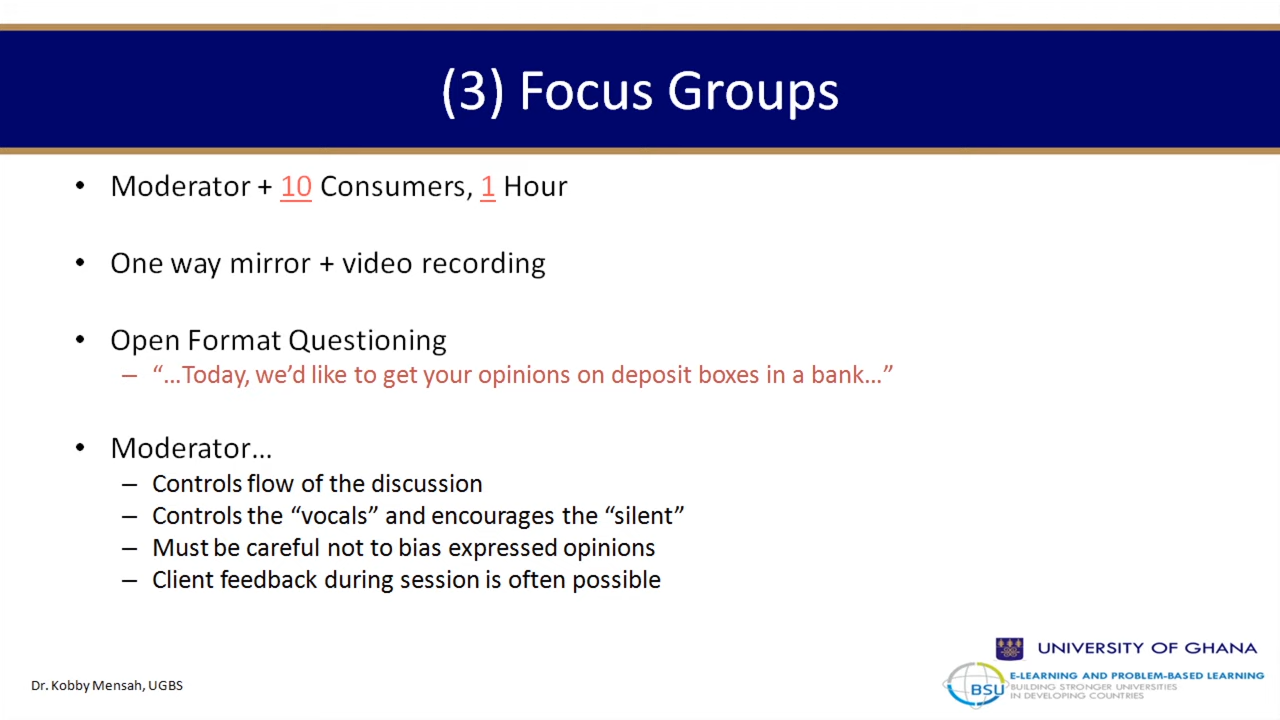 (3) Focus Groups
• Moderator + 10 Consumers, 1 Hour
• One way mirror + video recording
• Open Format Questioning
– “…Today, we’d like to get your opinions on deposit boxes in a bank…”
• Moderator…
– Controls flow of the discussion
– Controls the “vocals” and encourages the “silent”
– Must be careful not to bias expressed opinions
– Client feedback during session is often possible
UNIVERSITY OF GHANA
BSU
E-LEARNING AND PROBLEM-BASED LEARNING
BUILDING STRONGER UNIVERSITIES
IN DEVELOPING COUNTRIES
Dr. Kobby Mensah, UGBS